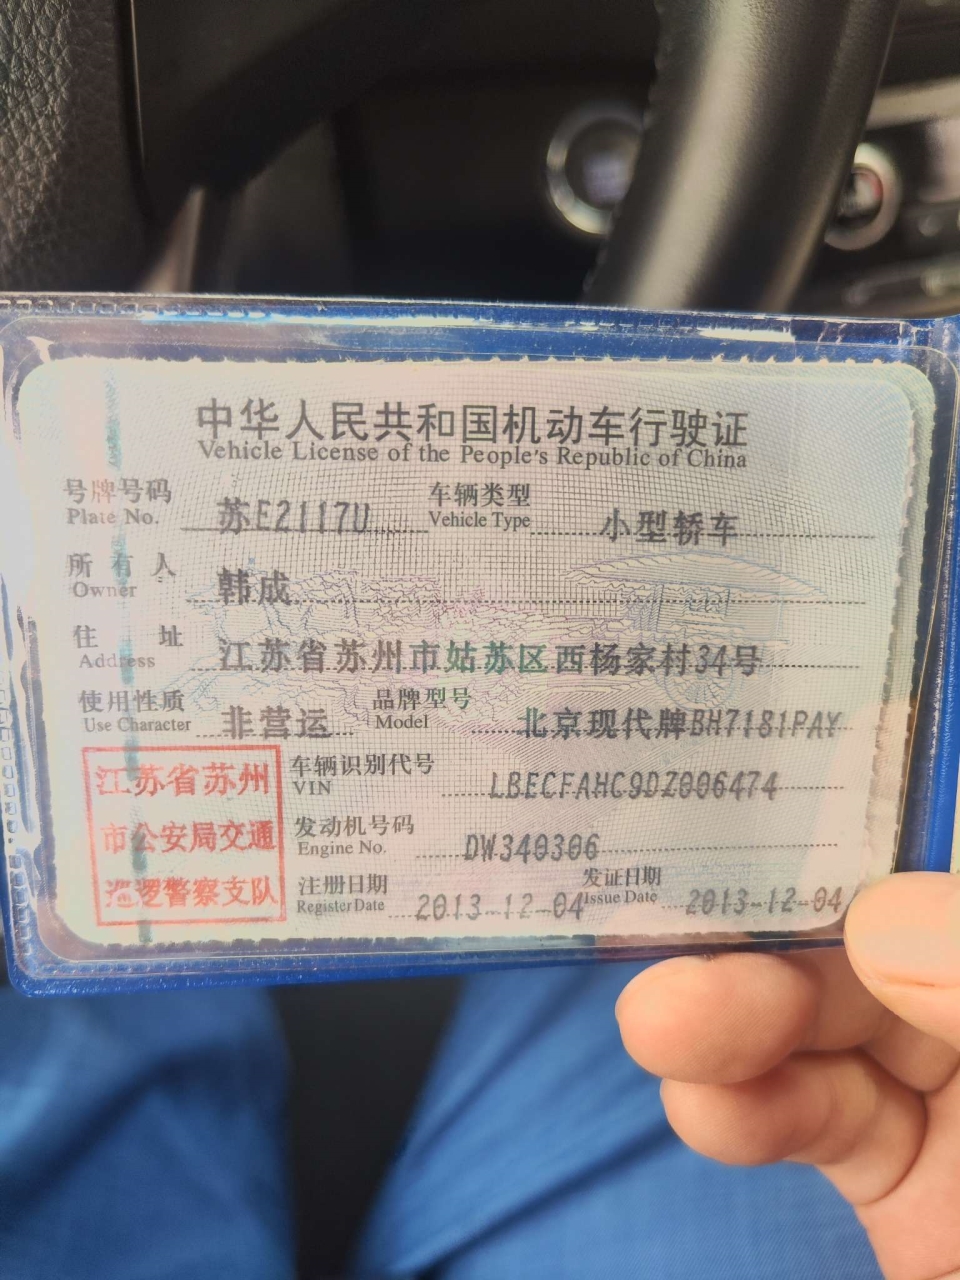 中华人民共和国机动车行驶证
Vehicle License of the People's Republic of China
号牌号码 苏E2117U 车辆类型 小型轿车
Plate No. Vehicle Type
所有人 韩成
Owner
住址 江苏省苏州市姑苏区西杨家村34号
Address
使用性质 非营运 品牌型号 北京现代牌BH7181PAY
Use Character Model
江苏省苏州
市公安局交通
巡逻警察支队
车辆识别代号 LBECFAHC9DZ006474
VIN
发动机号码 DW340306
Engine No.
注册日期 2013-12-04 发证日期 2013-12-04
Register Date Issue Date